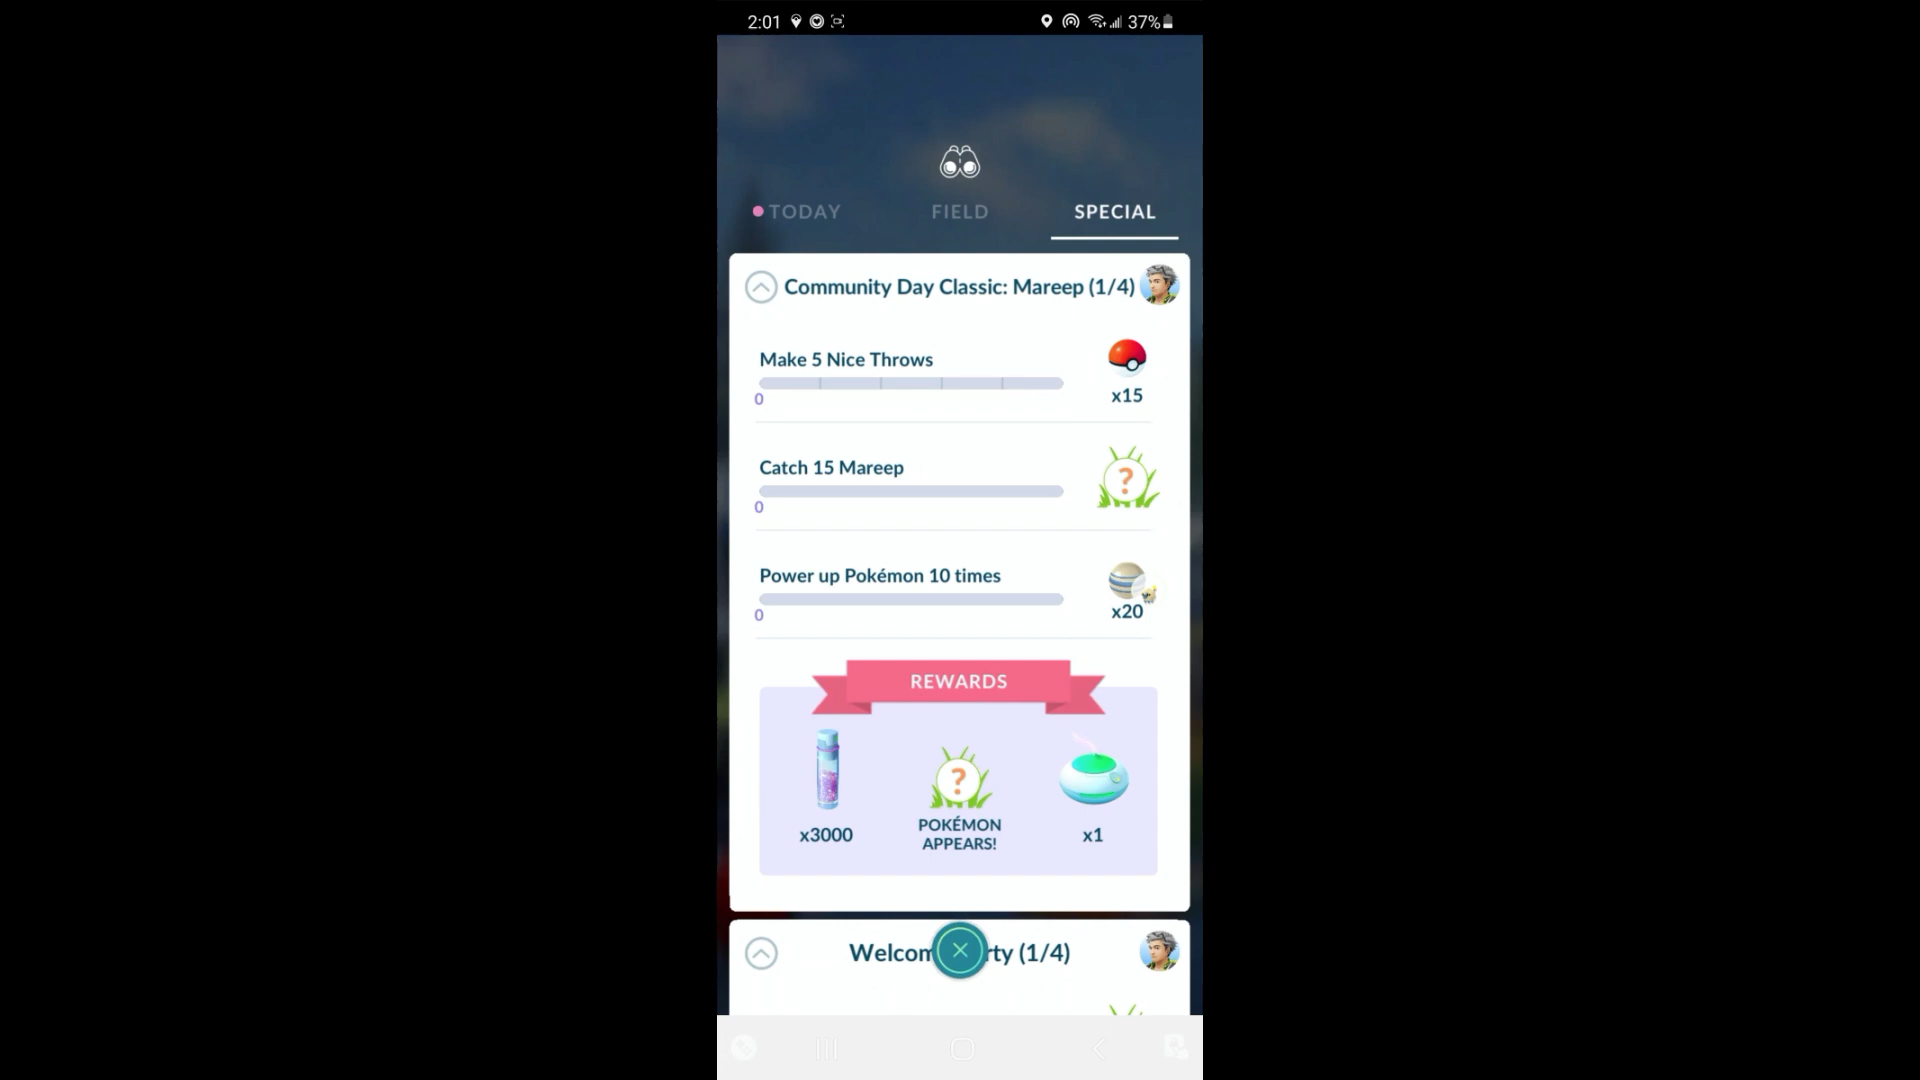 2:01 37%
TODAY FIELD SPECIAL
Community Day Classic: Mareep (1/4)
Make 5 Nice Throws
0
x15
Catch 15 Mareep
0
?
Power up Pokémon 10 times
0
x20
REWARDS
?
x3000 POKÉMON APPEARS! x1
Welcom rty (1/4)